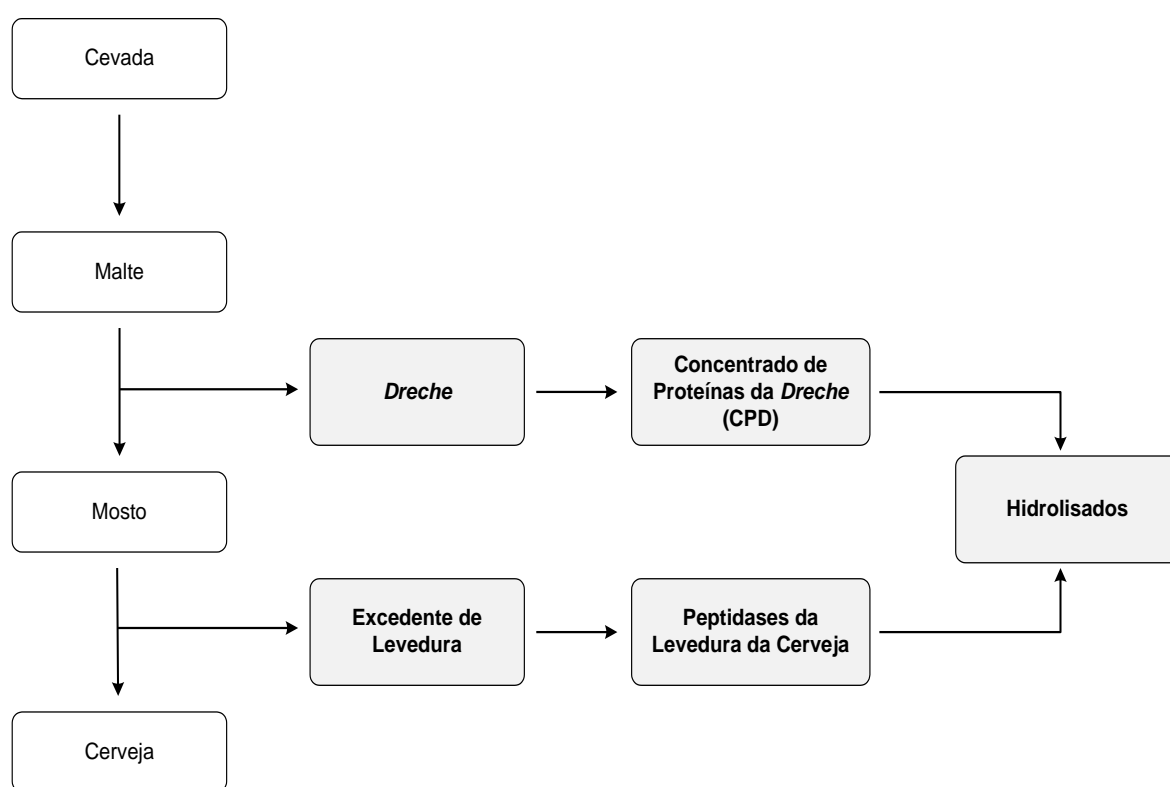 Cevada
Malte
Dreche
Concentrado de
Proteínas da Dreche
(CPD)
Mosto
Hidrolisados
Excedente de
Levedura
Peptidases da
Levedura da Cerveja
Cerveja